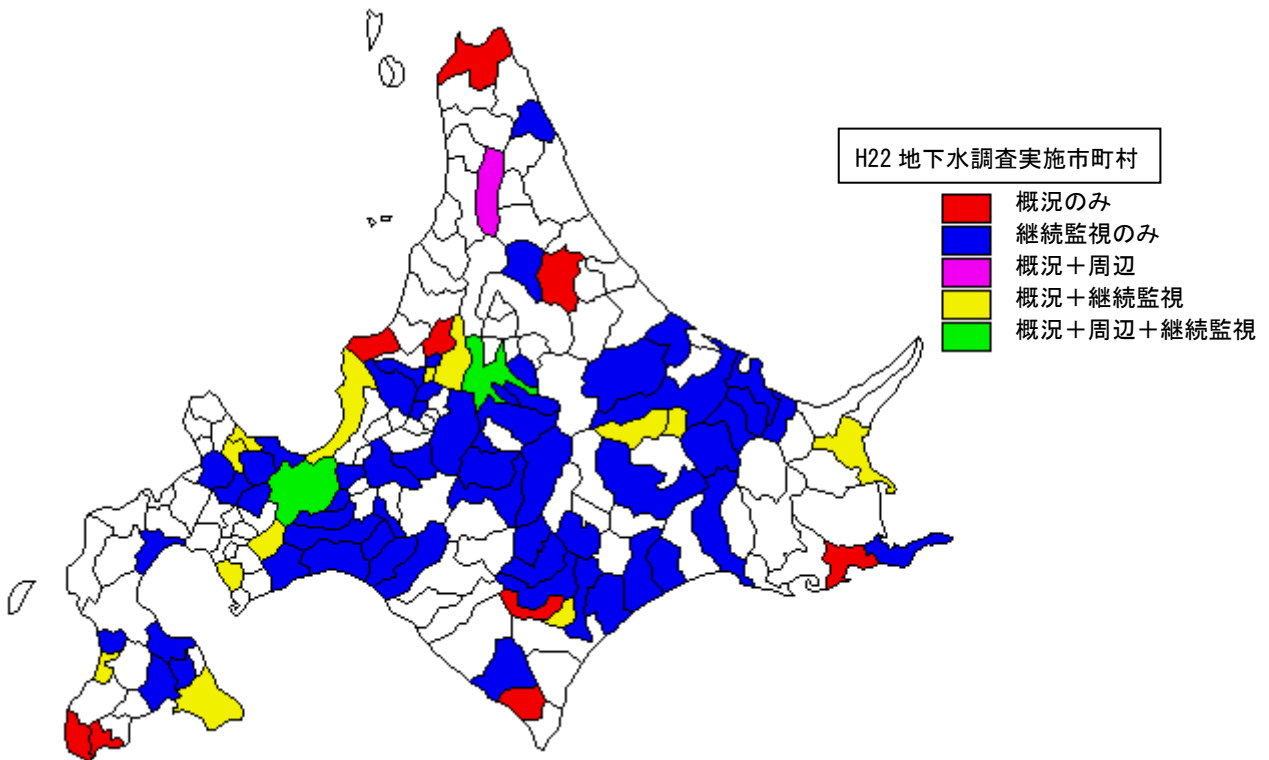 H22 地下水調査実施市町村
概況のみ
継続監視のみ
概況＋周辺
概況＋継続監視
概況＋周辺＋継続監視